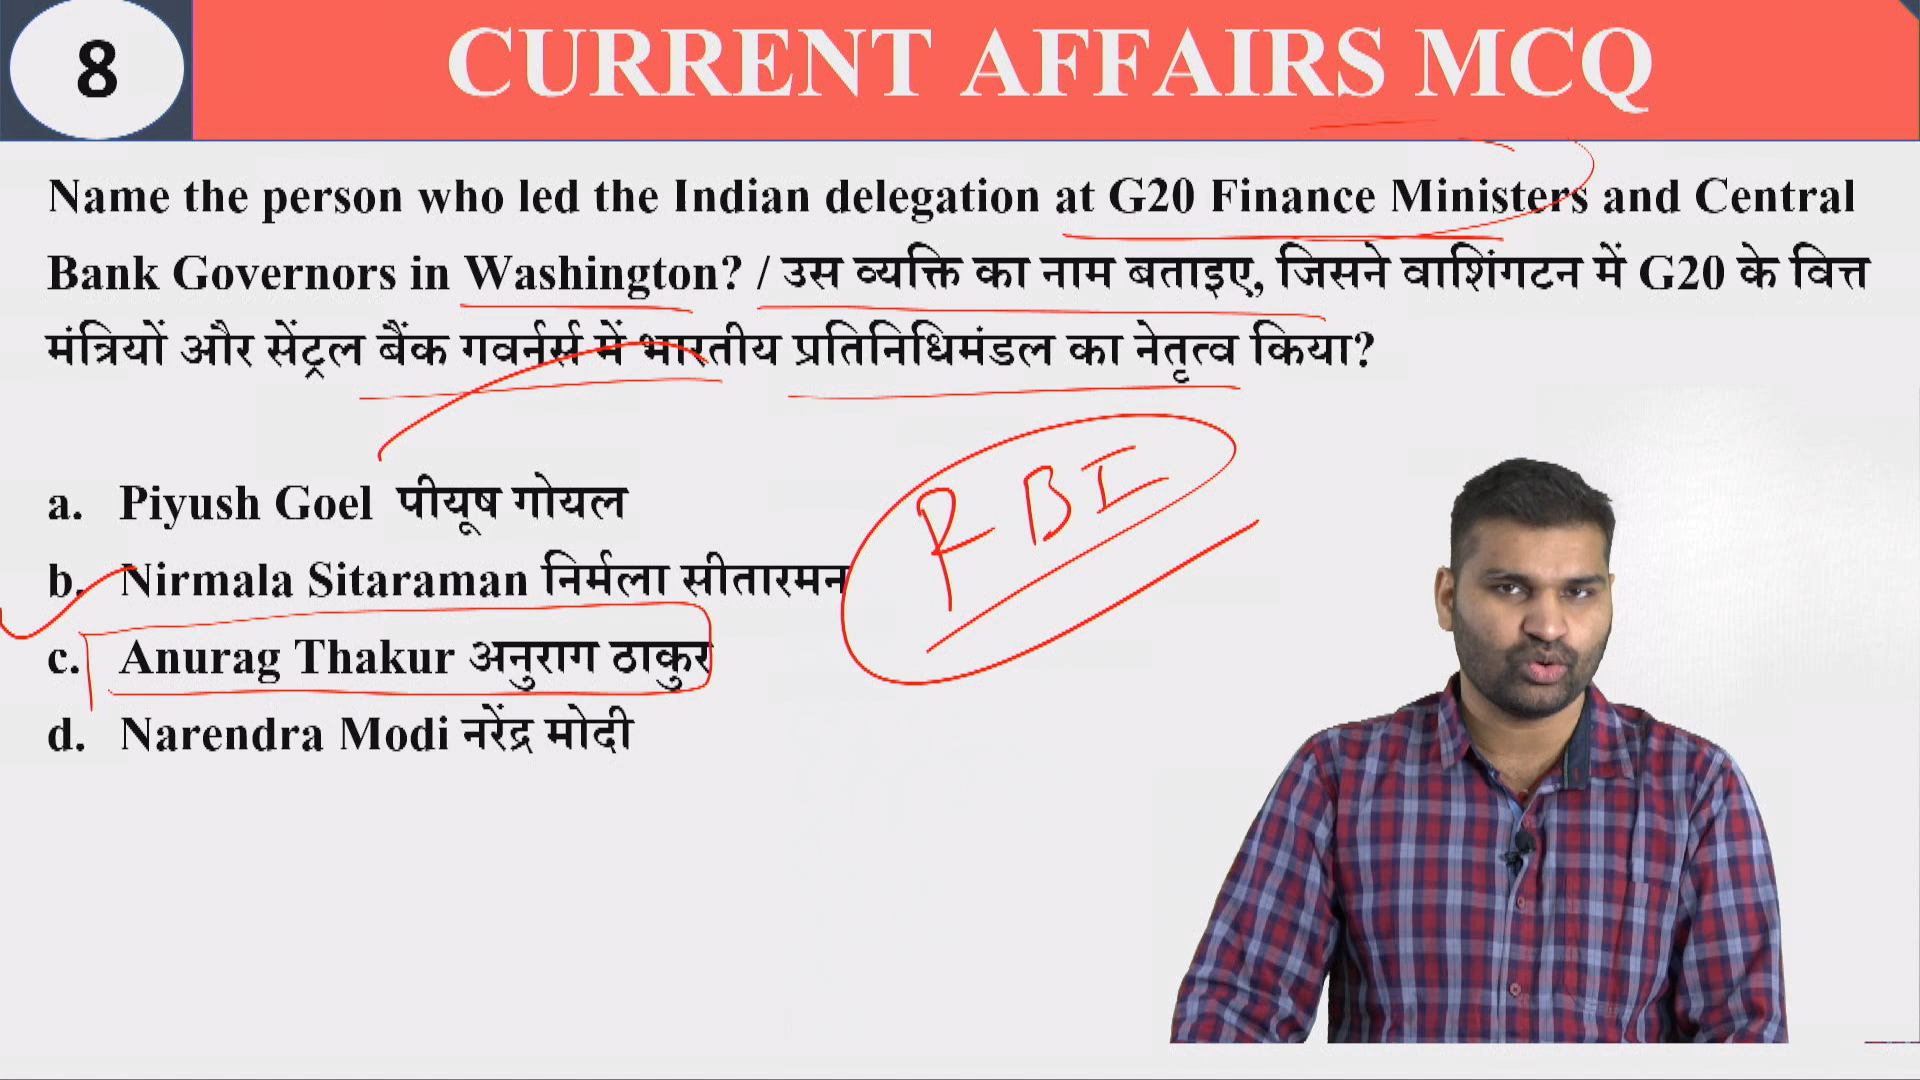 8
CURRENT AFFAIRS MCQ
Name the person who led the Indian delegation at G20 Finance Ministers and Central
Bank Governors in Washington? / उस व्यक्ति का नाम बताइए, जिसने वाशिंगटन में G20 के वित्त
मंत्रियों और सेंट्रल बैंक गवर्नर्स में भारतीय प्रतिनिधिमंडल का नेतृत्व किया?
a. Piyush Goel पीयूष गोयल
b. Nirmala Sitaraman निर्मला सीतारमन
c. Anurag Thakur अनुराग ठाकुर
d. Narendra Modi नरेंद्र मोदी
RBI